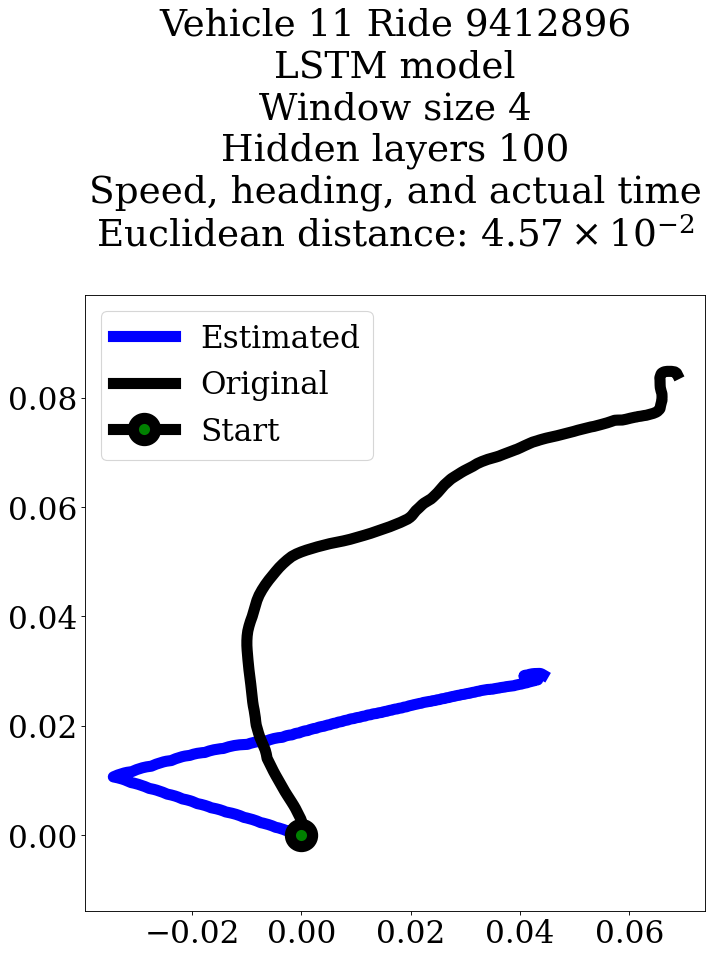 Vehicle 11 Ride 9412896
LSTM model
Window size 4
Hidden layers 100
Speed, heading, and actual time
Euclidean distance: 4.57 × 10⁻²
Estimated
Original
Start
0.08
0.06
0.04
0.02
0.00
−0.02 0.00 0.02 0.04 0.06